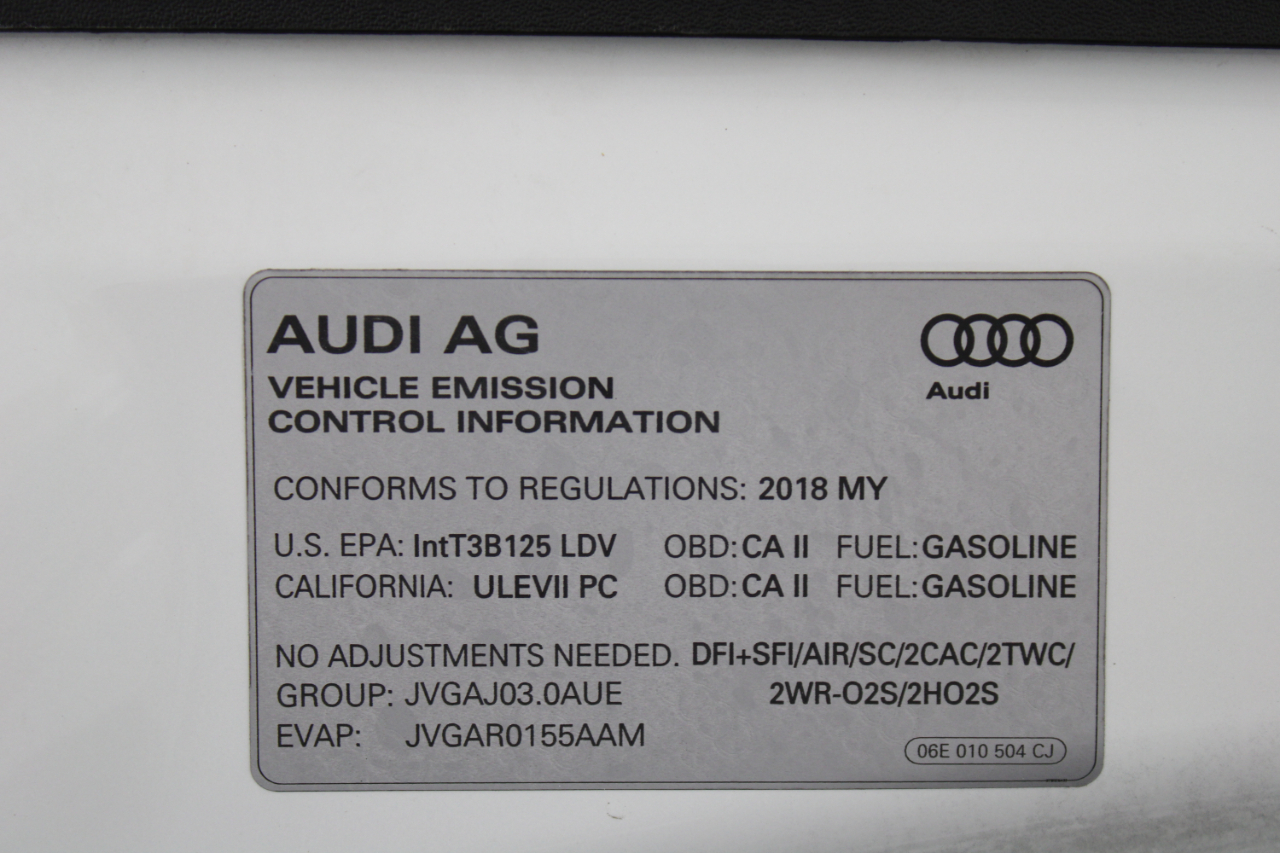 AUDI AG
Audi
VEHICLE EMISSION
CONTROL INFORMATION
CONFORMS TO REGULATIONS: 2018 MY
U.S. EPA: IntT3B125 LDV OBD: CA II FUEL: GASOLINE
CALIFORNIA: ULEVII PC OBD: CA II FUEL: GASOLINE
NO ADJUSTMENTS NEEDED. DFI+SFI/AIR/SC/2CAC/2TWC/
GROUP: JVGAJ03.0AUE 2WR-O2S/2HO2S
EVAP: JVGAR0155AAM
06E 010 504 CJ